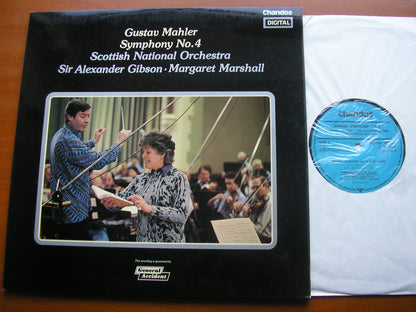 Chandos
DIGITAL
Gustav Mahler
Symphony No.4
Scottish National Orchestra
Sir Alexander Gibson · Margaret Marshall
This recording is sponsored by
General
Accident
Chandos